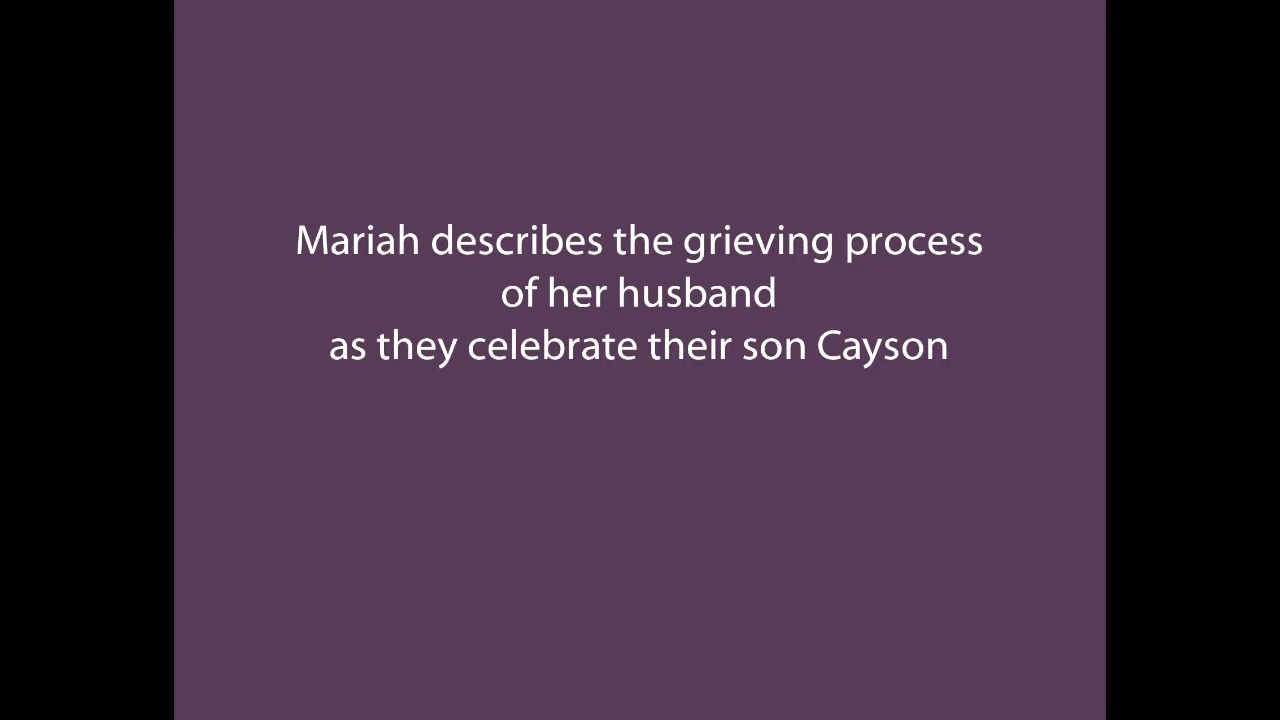 Mariah describes the grieving process
of her husband
as they celebrate their son Cayson